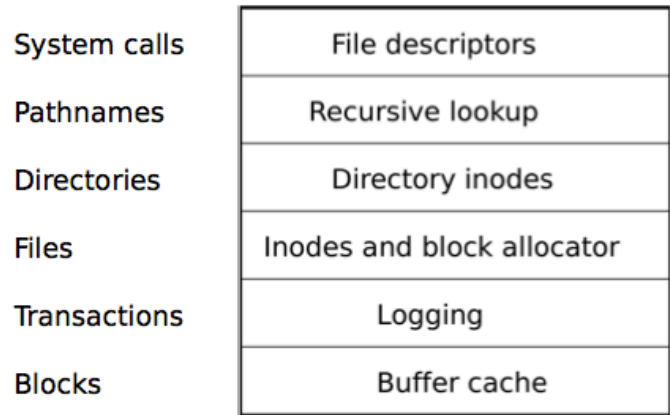 System calls File descriptors
Pathnames Recursive lookup
Directories Directory inodes
Files Inodes and block allocator
Transactions Logging
Blocks Buffer cache